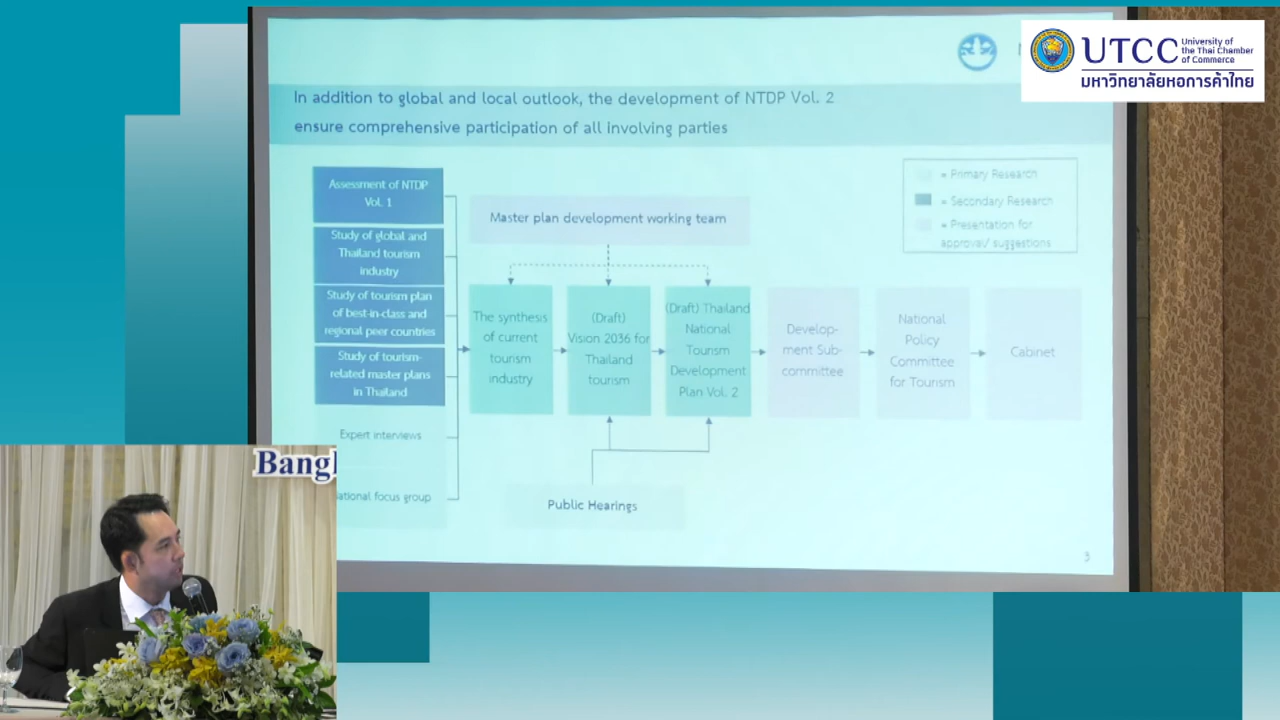 UTCC
University of
the Thai Chamber
of Commerce
มหาวิทยาลัยหอการค้าไทย
In addition to global and local outlook, the development of NTDP Vol. 2
ensure comprehensive participation of all involving parties
Assessment of NTDP
Vol. 1
Study of global and
Thailand tourism
industry
Study of tourism plan
of best-in-class and
regional peer countries
Study of tourism-
related master plans
in Thailand
Expert interviews
focus group
Master plan development working team
The synthesis
of current
tourism
industry
(Draft)
Vision 2036 for
Thailand
tourism
(Draft) Thailand
National
Tourism
Development
Plan Vol. 2
Develop-
ment Sub-
committee
National
Policy
Committee
for Tourism
Cabinet
Public Hearings
= Primary Research
= Secondary Research
= Presentation for
approval/ suggestions
3